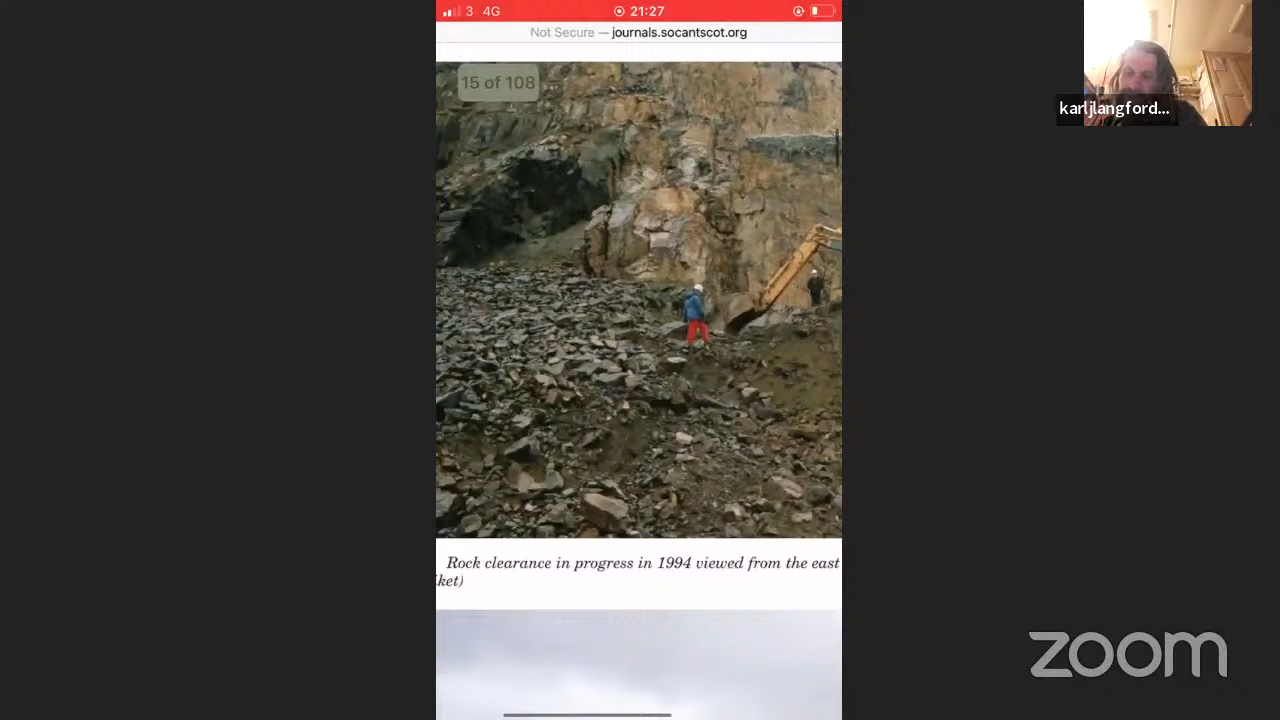 3 4G 21:27
Not Secure — journals.socantscot.org
15 of 108
karljlangford...
Rock clearance in progress in 1994 viewed from the east
ket)
zoom